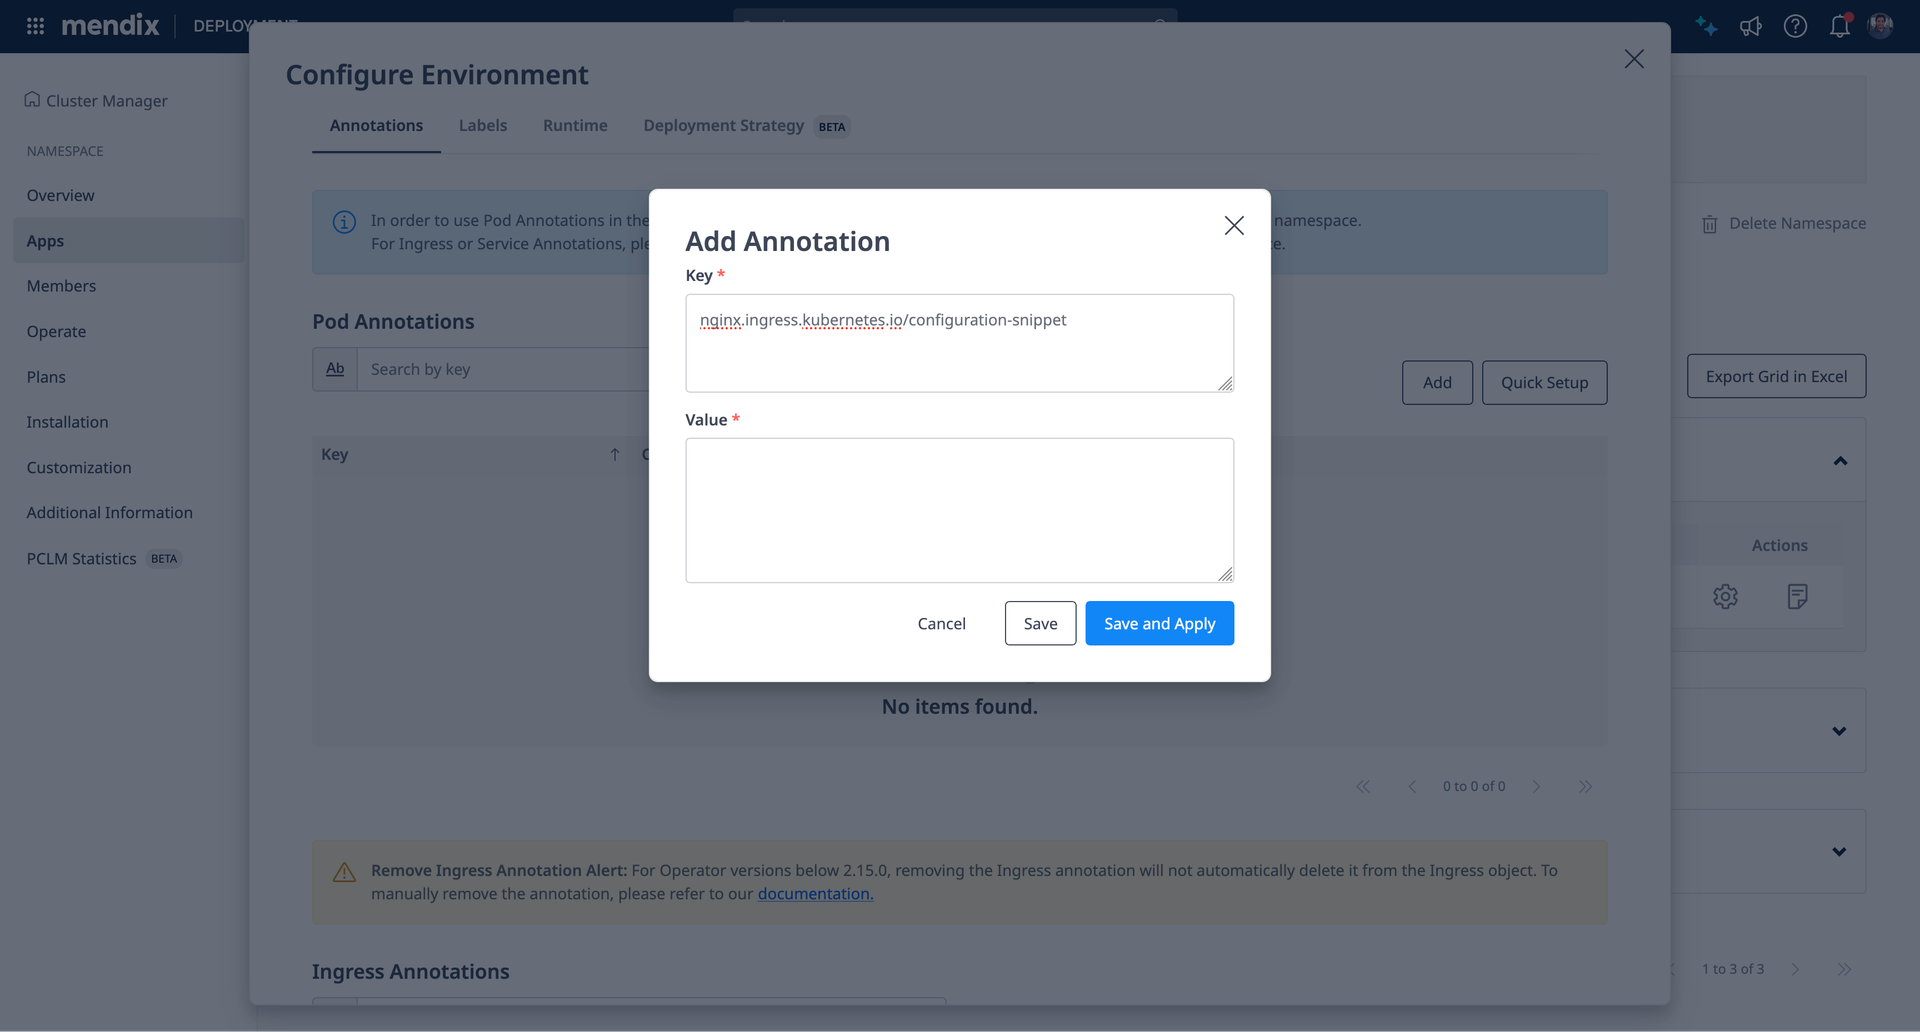 mendix
DEPLOYMENT
Configure Environment
Cluster Manager
NAMESPACE
Overview
Apps
Members
Operate
Plans
Installation
Customization
Additional Information
PCLM Statistics BETA
Annotations Labels Runtime Deployment Strategy BETA
In order to use Pod Annotations in the namespace.
For Ingress or Service Annotations,
Delete Namespace
Pod Annotations
Ab Search by key
Add Quick Setup Export Grid in Excel
Key
Actions
Add Annotation
Key *
nginx.ingress.kubernetes.io/configuration-snippet
Value *
Cancel Save Save and Apply
No items found.
0 to 0 of 0
Remove Ingress Annotation Alert: For Operator versions below 2.15.0, removing the Ingress annotation will not automatically delete it from the Ingress object. To
manually remove the annotation, please refer to our documentation.
Ingress Annotations
1 to 3 of 3